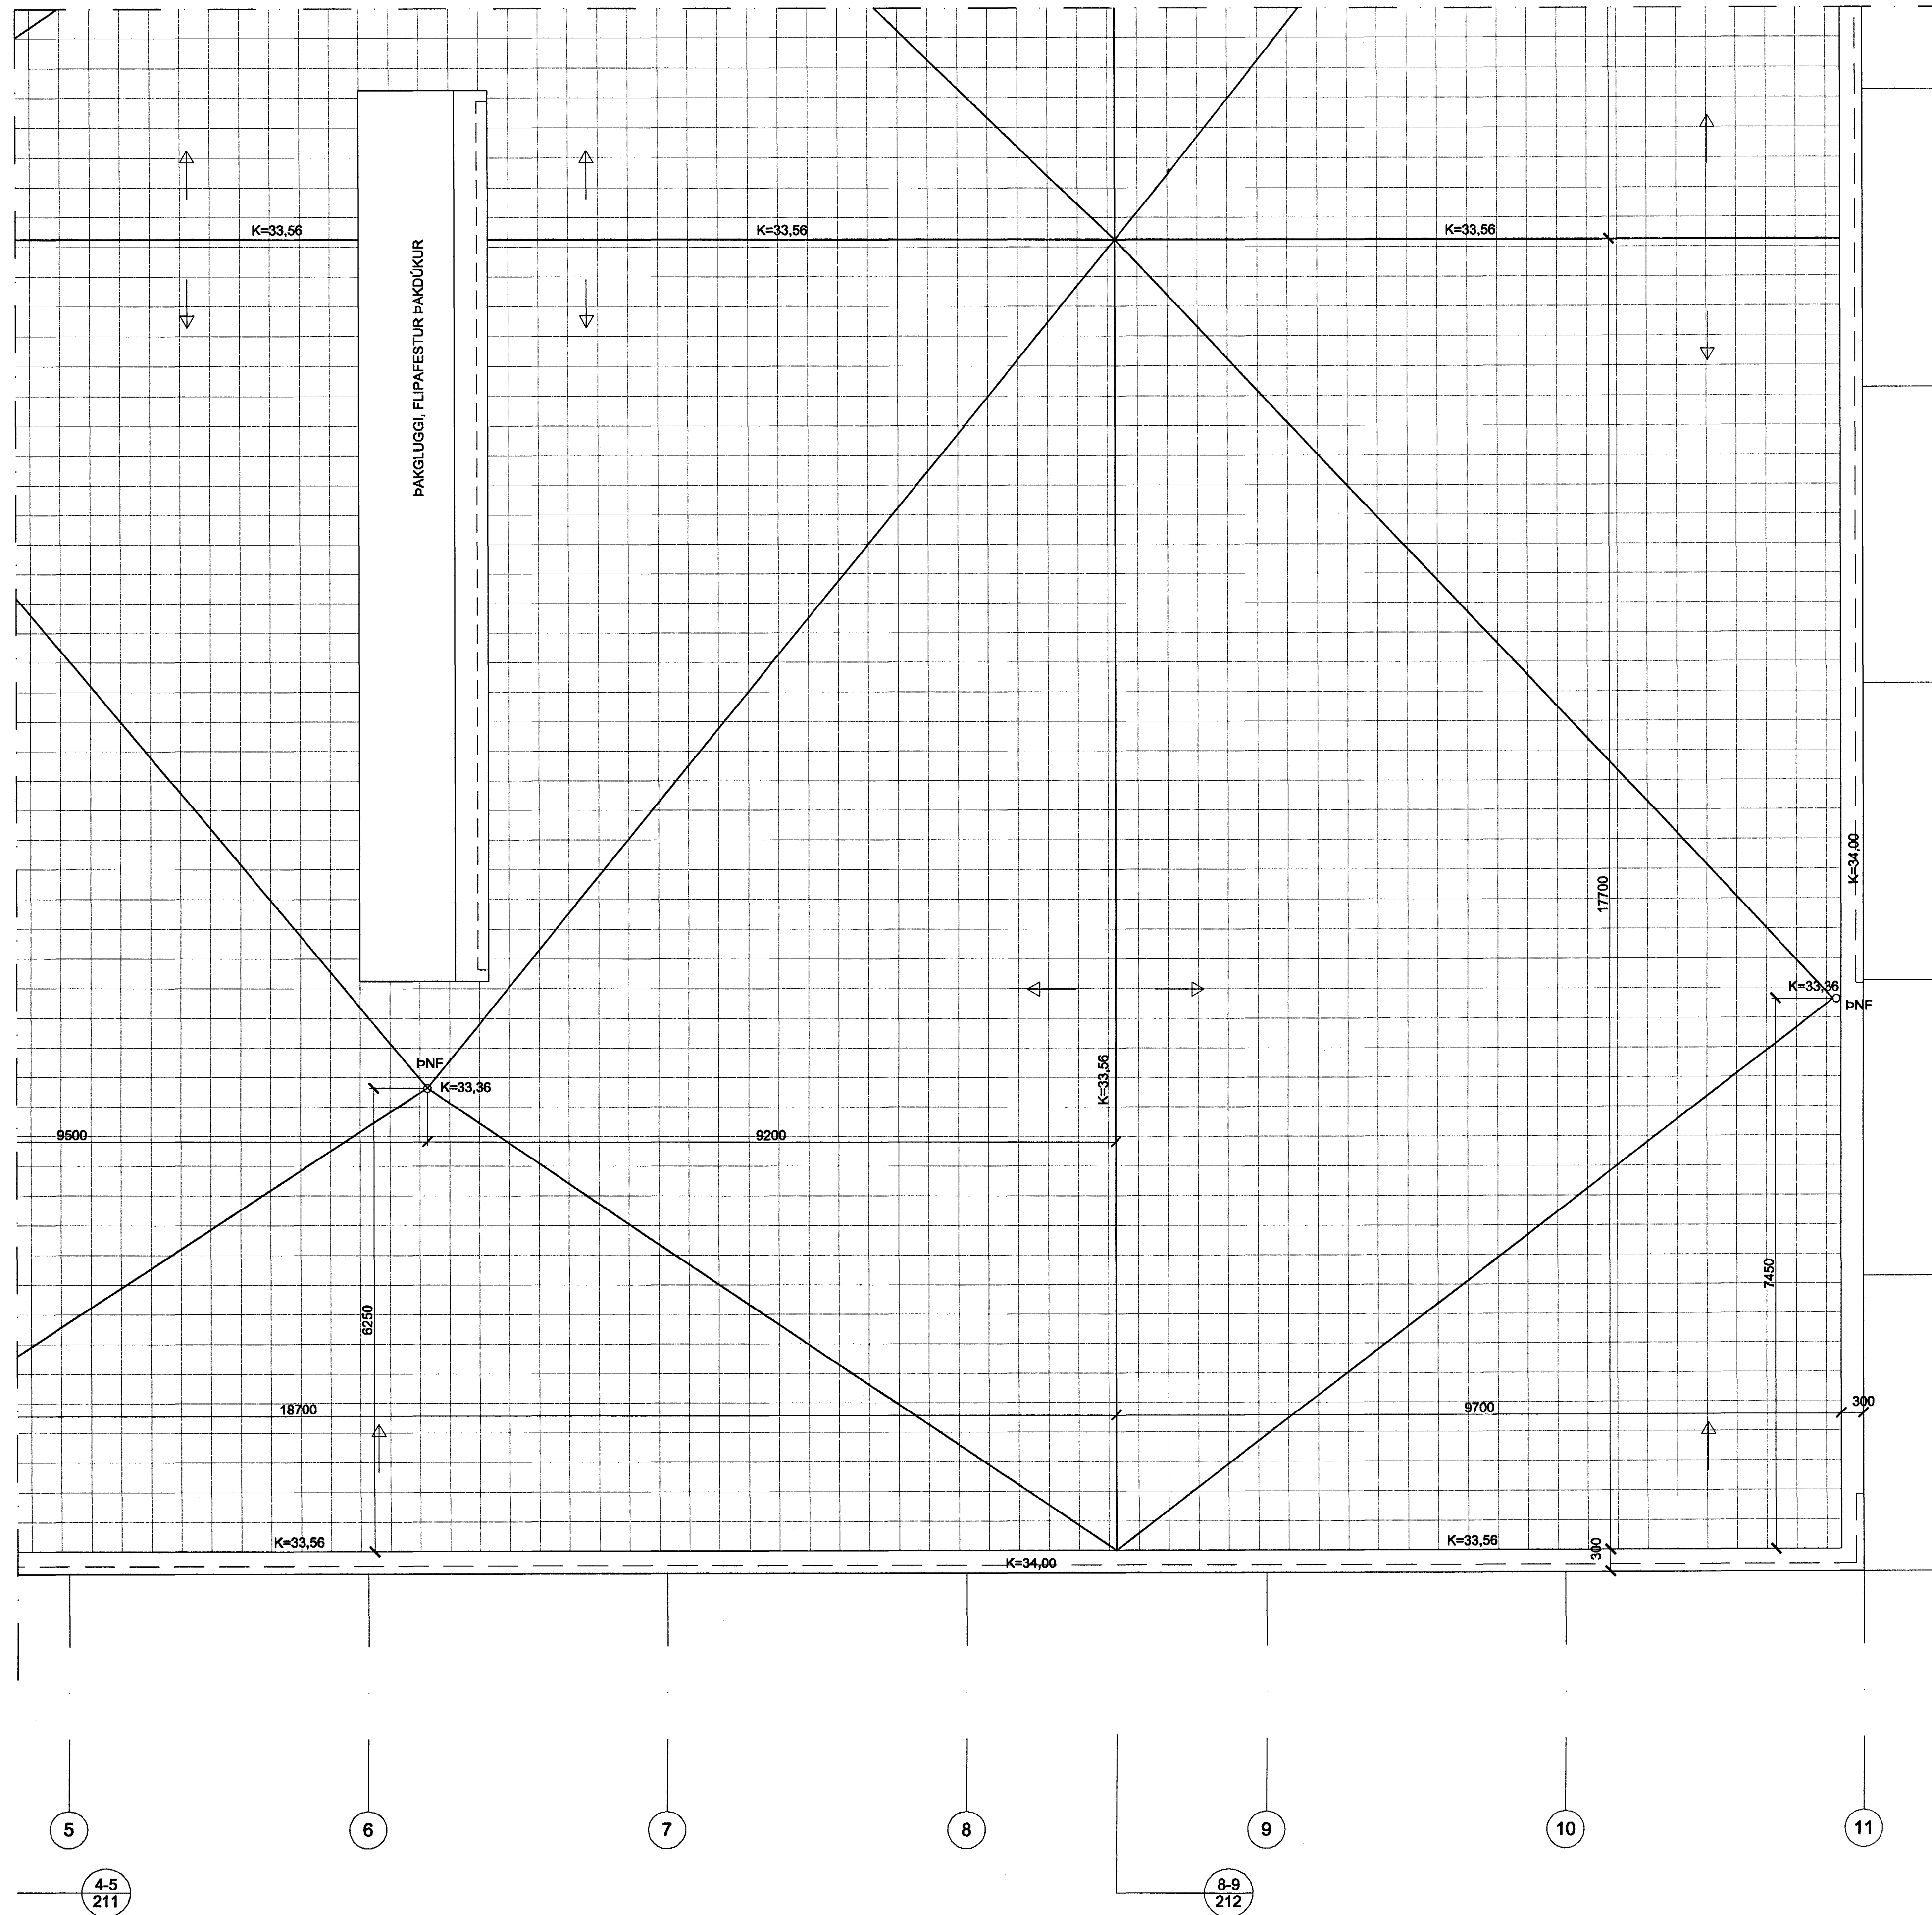 K=33,56
K=33,56
K=33,56
ÞAKGLUGGI, FLIPAFESTUR ÞAKDÚKUR
K=34,00
17700
K=33,36
ÞNF
ÞNF
K=33,36
K=33,56
9500
9200
6250
7450
18700
9700
300
K=33,56
K=33,56
300
K=34,00
5
6
7
8
9
10
11
4-5
211
8-9
212